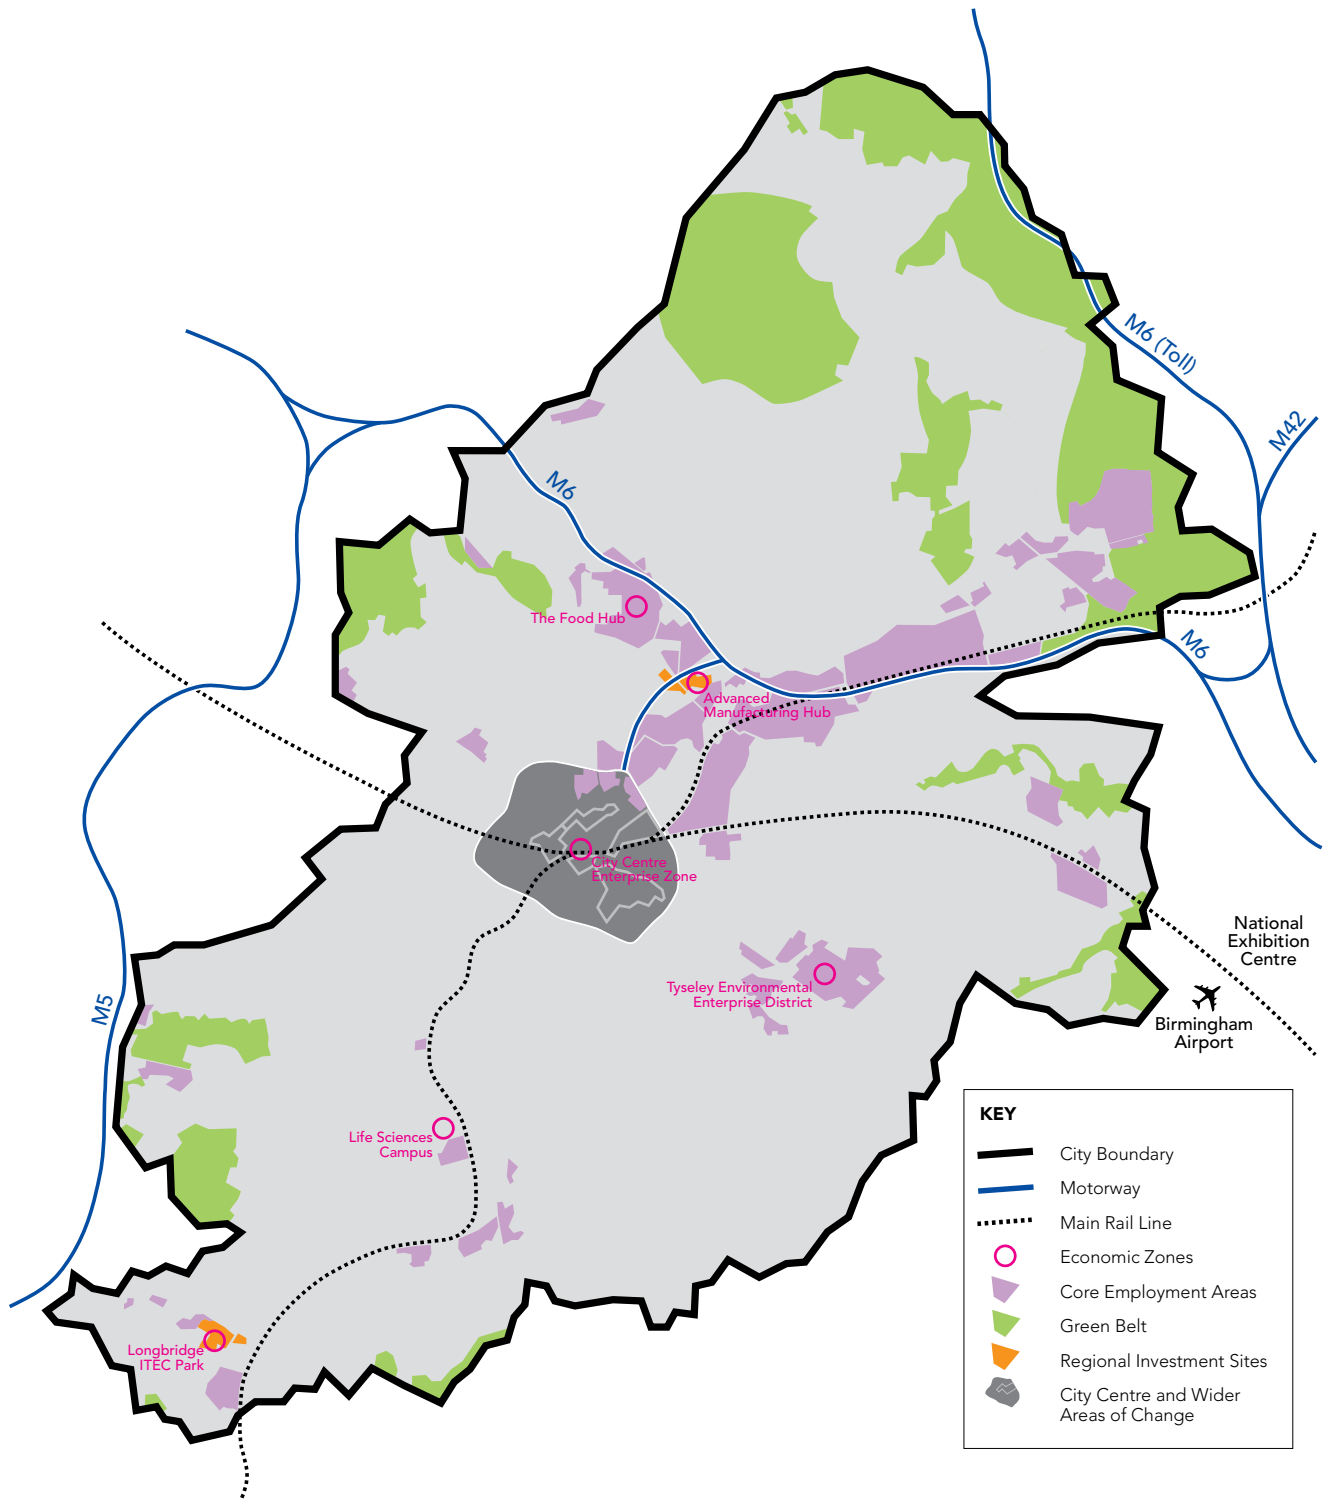 M6 (Toll)
M42
M6
The Food Hub
M6
Advanced
Manufacturing Hub
City Centre
Enterprise Zone
National
Exhibition
Centre
Tyseley Environmental
Enterprise District
M5
Birmingham
Airport
Life Sciences
Campus
Longbridge
ITEC Park
KEY
City Boundary
Motorway
Main Rail Line
Economic Zones
Core Employment Areas
Green Belt
Regional Investment Sites
City Centre and Wider
Areas of Change